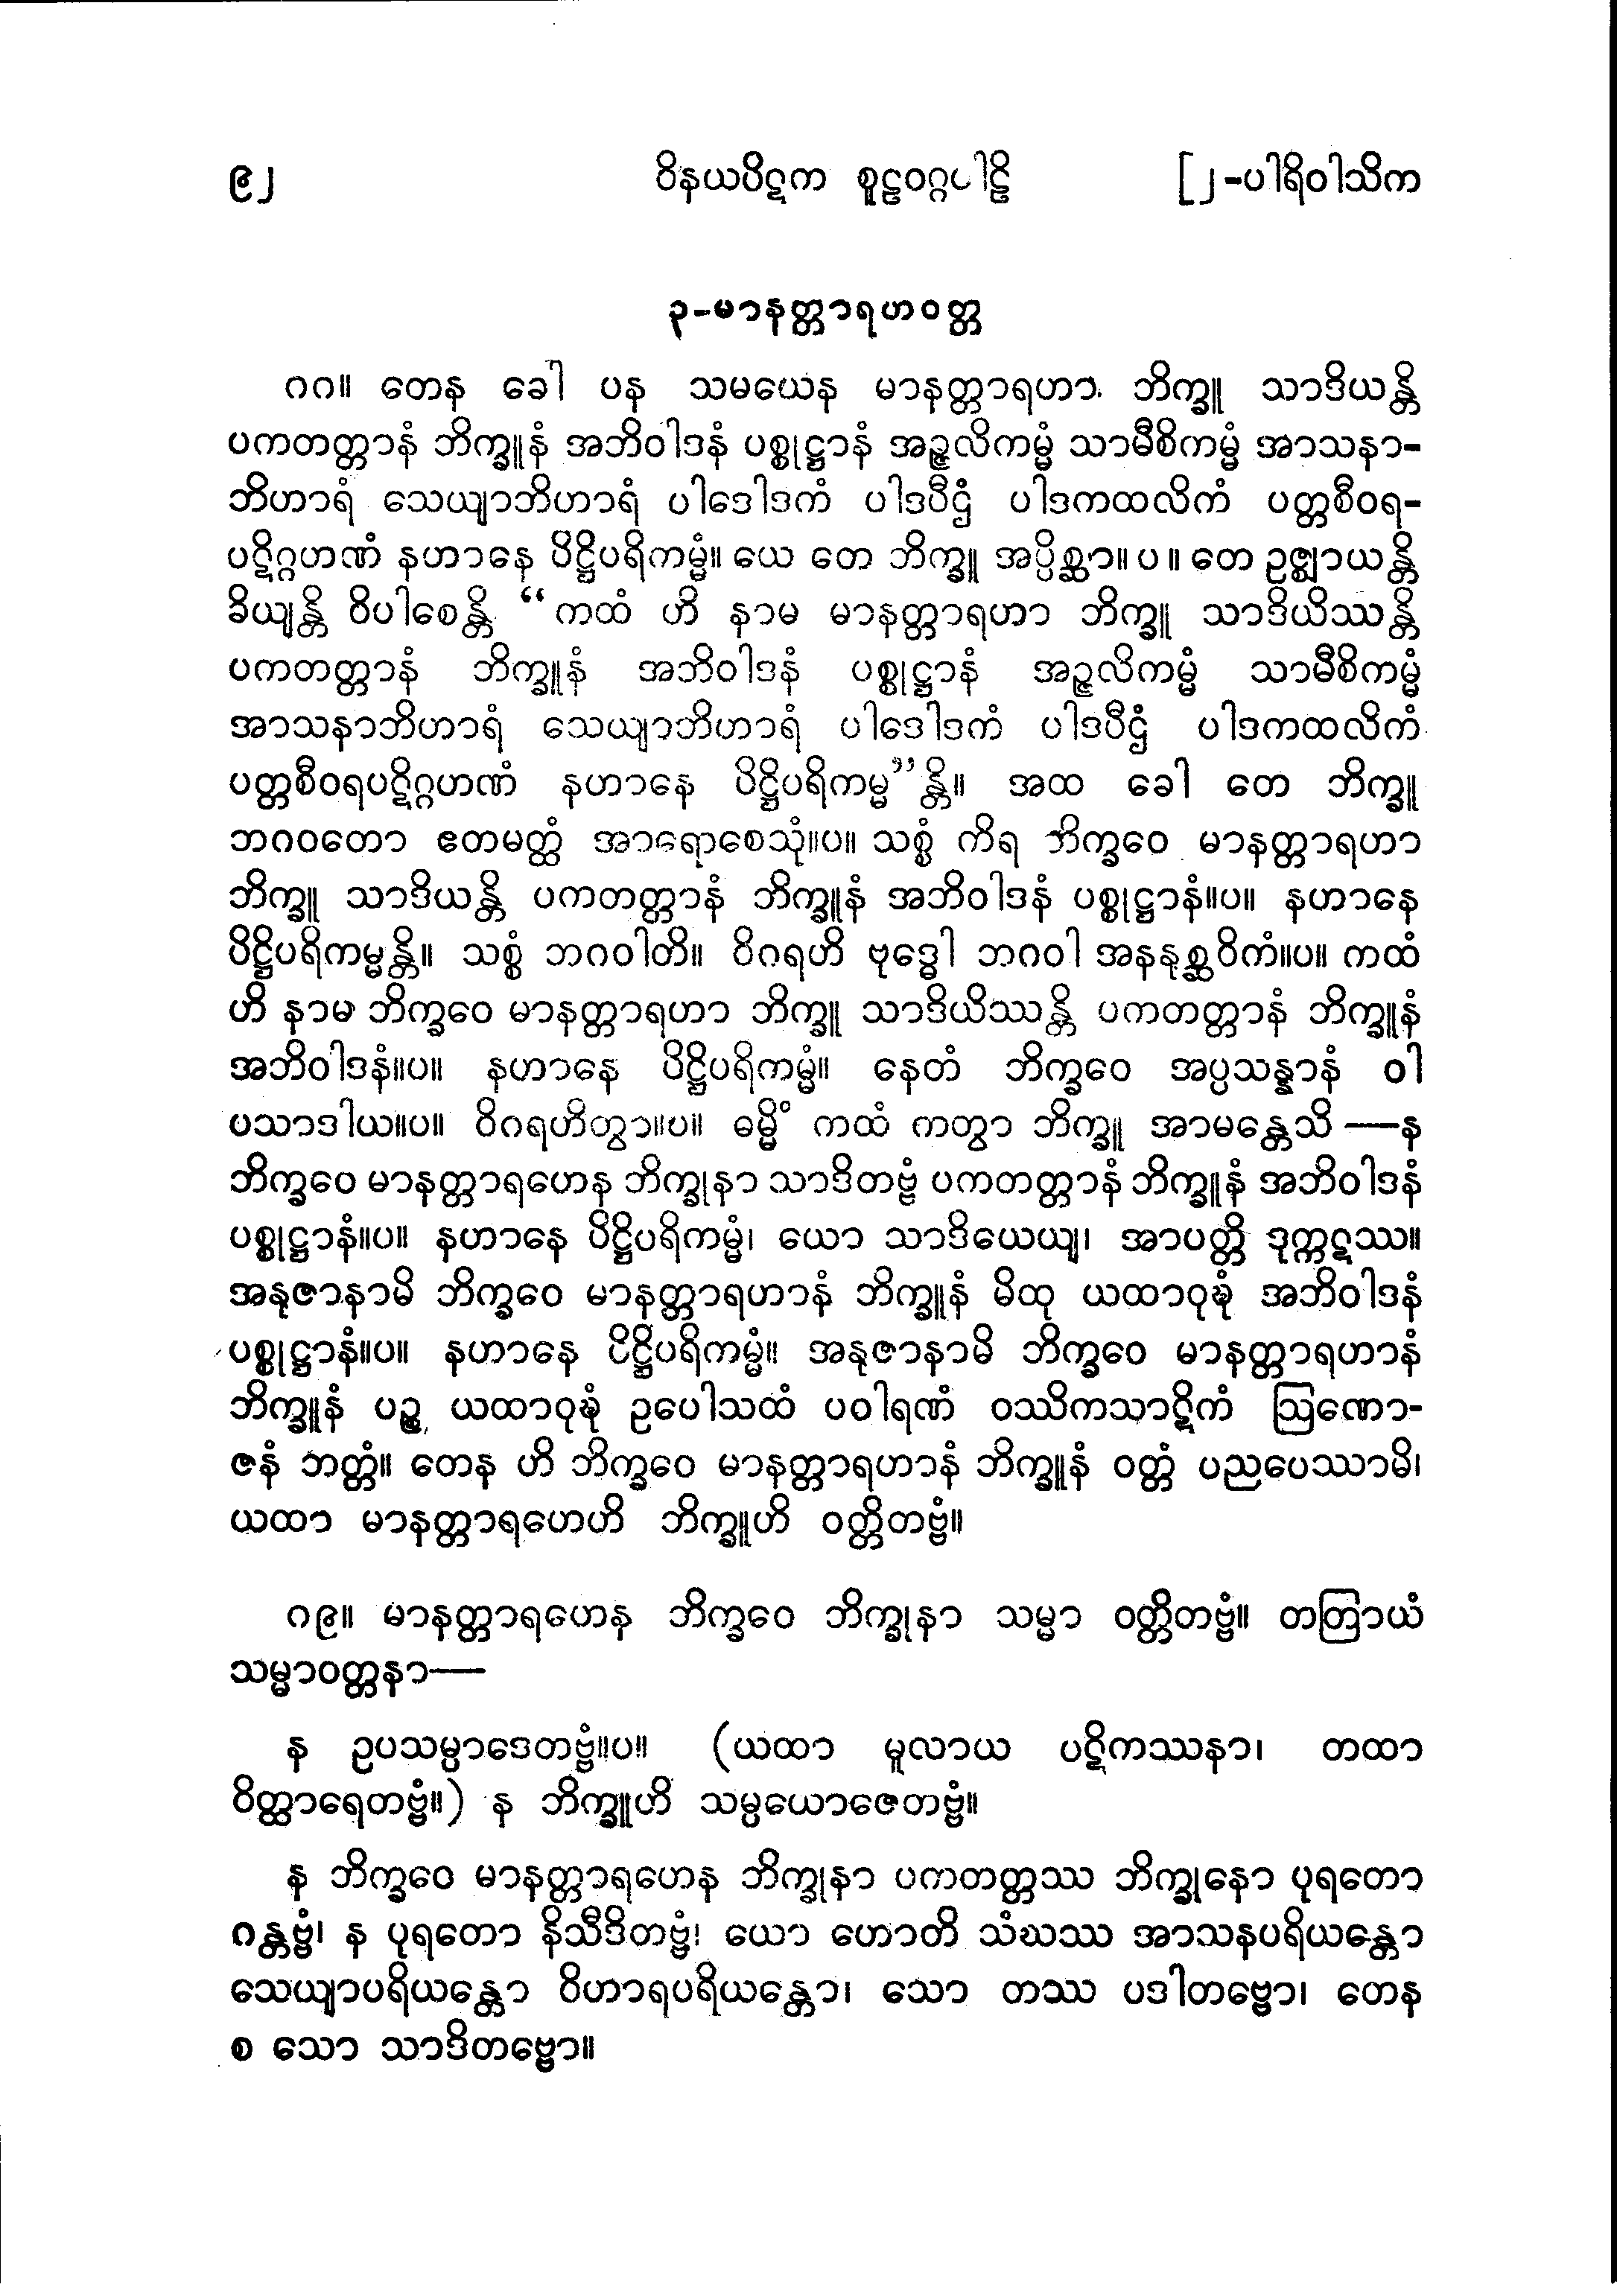 ၉၂ ဝိနယပိဋက စူဠဝဂ္ဂပါဠိ [၂-ပါရိဝါသိက
၃-မာနတ္တာရဟဝတ္တ
၈၈။ တေန ခေါ ပန သမယေန မာနတ္တာရဟာ ဘိက္ခူ သာဒိယန္တိ
ပကတတ္တာနံ ဘိက္ခူနံ အဘိဝါဒနံ ပစ္စုဋ္ဌာနံ အဉ္ဇလိကမ္မံ သာမီစိကမ္မံ အာသနာ-
ဘိဟာရံ သေယျာဘိဟာရံ ပါဒေါဒကံ ပါဒပီဌံ ပါဒကထလိကံ ပတ္တစီဝရ-
ပဋိဂ္ဂဟဏံ နဟာနေ ပိဋ္ဌိပရိကမ္မံ။ ယေ တေ ဘိက္ခူ အပ္ပိစ္ဆာ။ ပ ။ တေ ဥဇ္ဈာယန္တိ
ခိယျန္တိ ဝိပါစေန္တိ “ ကထံ ဟိ နာမ မာနတ္တာရဟာ ဘိက္ခူ သာဒိယိဿန္တိ
ပကတတ္တာနံ ဘိက္ခူနံ အဘိဝါဒနံ ပစ္စုဋ္ဌာနံ အဉ္ဇလိကမ္မံ သာမီစိကမ္မံ
အာသနာဘိဟာရံ သေယျာဘိဟာရံ ပါဒေါဒကံ ပါဒပီဌံ ပါဒကထလိကံ
ပတ္တစီဝရပဋိဂ္ဂဟဏံ နဟာနေ ပိဋ္ဌိပရိကမ္မ”န္တိ။ အထ ခေါ တေ ဘိက္ခူ
ဘဂဝတော ဧတမတ္ထံ အာရောစေသုံ။ပ။ သစ္စံ ကိရ ဘိက္ခဝေ မာနတ္တာရဟာ
ဘိက္ခူ သာဒိယန္တိ ပကတတ္တာနံ ဘိက္ခူနံ အဘိဝါဒနံ ပစ္စုဋ္ဌာနံ။ပ။ နဟာနေ
ပိဋ္ဌိပရိကမ္မန္တိ။ သစ္စံ ဘဂဝါတိ။ ဝိဂရဟိ ဗုဒ္ဓေါ ဘဂဝါ အနနုစ္ဆဝိကံ။ပ။ ကထံ
ဟိ နာမ ဘိက္ခဝေ မာနတ္တာရဟာ ဘိက္ခူ သာဒိယိဿန္တိ ပကတတ္တာနံ ဘိက္ခူနံ
အဘိဝါဒနံ။ပ။ နဟာနေ ပိဋ္ဌိပရိကမ္မံ။ နေတံ ဘိက္ခဝေ အပ္ပသန္နာနံ ဝါ
ပသာဒါယ။ပ။ ဝိဂရဟိတွာ။ပ။ ဓမ္မိံ ကထံ ကတွာ ဘိက္ခူ အာမန္တေသိ —န
ဘိက္ခဝေ မာနတ္တာရဟေန ဘိက္ခုနာ သာဒိတဗ္ဗံ ပကတတ္တာနံ ဘိက္ခူနံ အဘိဝါဒနံ
ပစ္စုဋ္ဌာနံ။ပ။ နဟာနေ ပိဋ္ဌိပရိကမ္မံ၊ ယော သာဒိယေယျ၊ အာပတ္တိ ဒုက္ကဋဿ။
အနုဇာနာမိ ဘိက္ခဝေ မာနတ္တာရဟာနံ ဘိက္ခူနံ မိထု ယထာဝုဍ္ဎံ အဘိဝါဒနံ
ပစ္စုဋ္ဌာနံ။ပ။ နဟာနေ ပိဋ္ဌိပရိကမ္မံ။ အနုဇာနာမိ ဘိက္ခဝေ မာနတ္တာရဟာနံ
ဘိက္ခူနံ ပဉ္စ ယထာဝုဍ္ဎံ ဥပေါသထံ ပဝါရဏံ ဝဿိကသာဋိကံ ဩဏော-
ဇနံ ဘတ္တံ။ တေန ဟိ ဘိက္ခဝေ မာနတ္တာရဟာနံ ဘိက္ခူနံ ဝတ္တံ ပညပေဿာမိ၊
ယထာ မာနတ္တာရဟေဟိ ဘိက္ခူဟိ ဝတ္တိတဗ္ဗံ။
၈၉။ မာနတ္တာရဟေန ဘိက္ခဝေ ဘိက္ခုနာ သမ္မာ ဝတ္တိတဗ္ဗံ။ တတြာယံ
သမ္မာဝတ္တနာ—
န ဥပသမ္ပာဒေတဗ္ဗံ။ပ။ (ယထာ မူလာယ ပဋိကဿနာ၊ တထာ
ဝိတ္ထာရေတဗ္ဗံ။) န ဘိက္ခူဟိ သမ္ပယောဇေတဗ္ဗံ။
န ဘိက္ခဝေ မာနတ္တာရဟေန ဘိက္ခုနာ ပကတတ္တဿ ဘိက္ခုနော ပုရတော
ဂန္တဗ္ဗံ၊ န ပုရတော နိသီဒိတဗ္ဗံ၊ ယော ဟောတိ သံဃဿ အာသနပရိယန္တော
သေယျာပရိယန္တော ဝိဟာရပရိယန္တော၊ သော တဿ ပဒါတဗ္ဗော၊ တေန
စ သော သာဒိတဗ္ဗော။